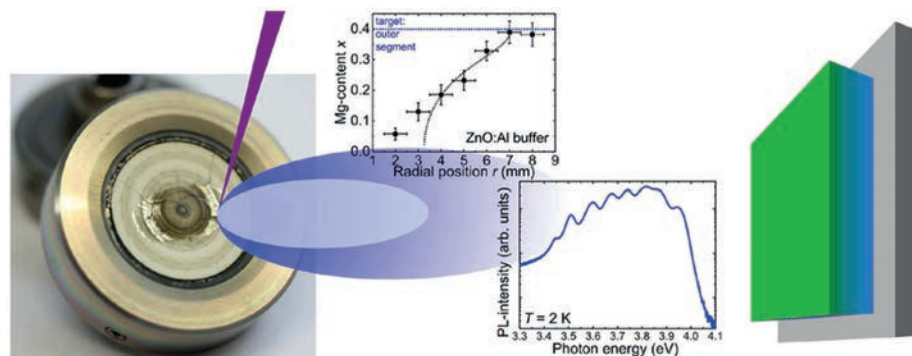 target:
outer
segment
0.4
0.3
0.2
0.1
0.0
Mg-content x
ZnO:Al buffer
1 2 3 4 5 6 7 8 9
Radial position r (mm)
PL-intensity (arb. units)
T = 2 K
3.3 3.4 3.5 3.6 3.7 3.8 3.9 4.0 4.1
Photon energy (eV)